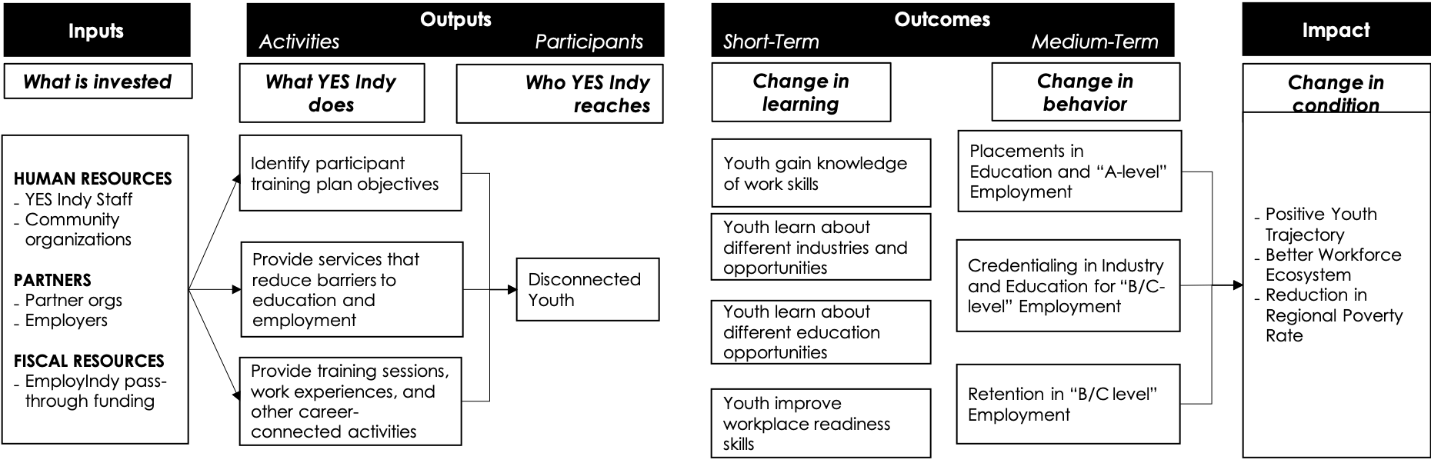 Inputs
Outputs
Activities
Participants
Outcomes
Short-Term
Medium-Term
Impact
What is invested
What YES Indy
does
Who YES Indy
reaches
Change in
learning
Change in
behavior
Change in
condition
HUMAN RESOURCES
- YES Indy Staff
- Community
organizations
PARTNERS
- Partner orgs
- Employers
FISCAL RESOURCES
- EmployIndy pass-
through funding
Identify participant
training plan objectives
Provide services that
reduce barriers to
education and
employment
Provide training sessions,
work experiences, and
other career-
connected activities
Disconnected
Youth
Youth gain knowledge
of work skills
Youth learn about
different industries and
opportunities
Youth learn about
different education
opportunities
Youth improve
workplace readiness
skills
Placements in
Education and “A-level”
Employment
Credentialing in Industry
and Education for “B/C-
level” Employment
Retention in “B/C level”
Employment
- Positive Youth
Trajectory
- Better Workforce
Ecosystem
- Reduction in
Regional Poverty
Rate